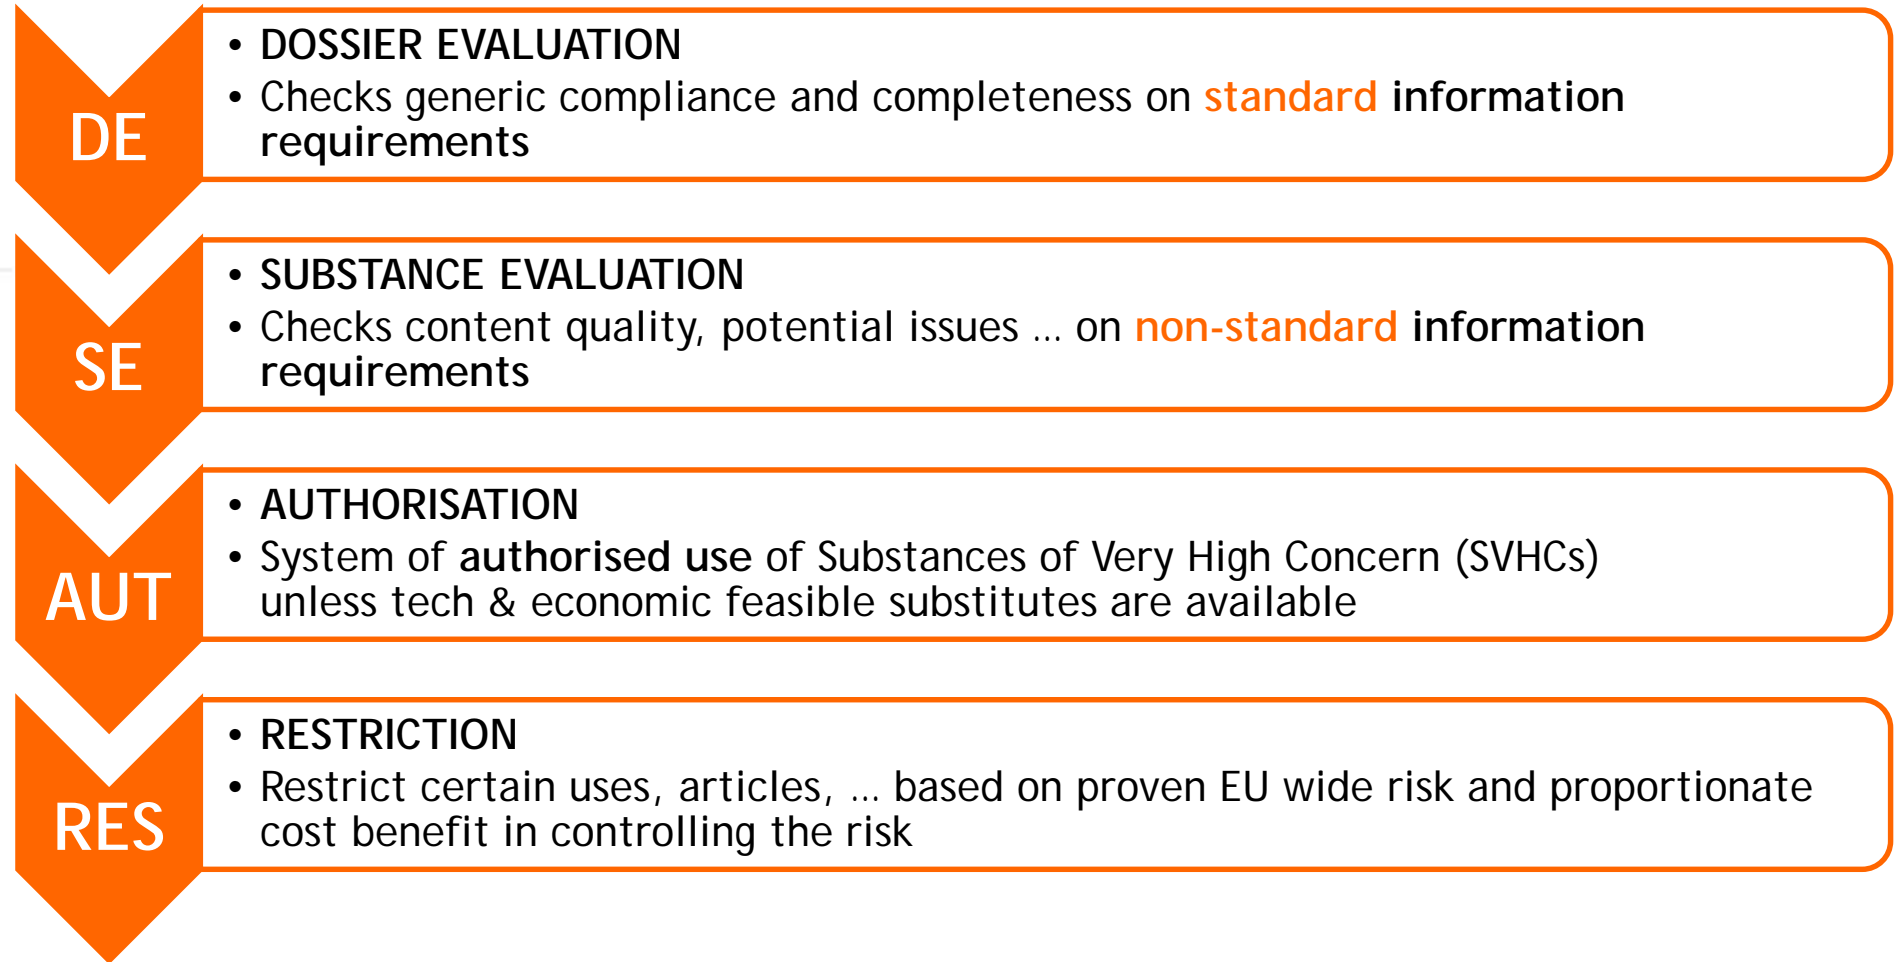 DE
• DOSSIER EVALUATION
• Checks generic compliance and completeness on standard information
requirements
SE
• SUBSTANCE EVALUATION
• Checks content quality, potential issues ... on non-standard information
requirements
AUT
• AUTHORISATION
• System of authorised use of Substances of Very High Concern (SVHCs)
unless tech & economic feasible substitutes are available
RES
• RESTRICTION
• Restrict certain uses, articles, ... based on proven EU wide risk and proportionate
cost benefit in controlling the risk